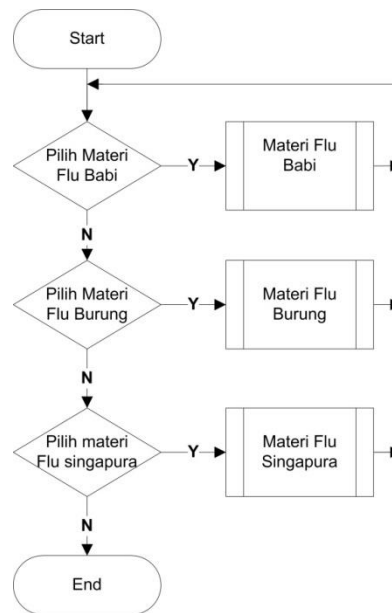 Start
Pilih Materi
Flu Babi
Y
Materi Flu
Babi
N
Pilih Materi
Flu Burung
Y
Materi Flu
Burung
N
Pilih materi
Flu singapura
Y
Materi Flu
Singapura
N
End